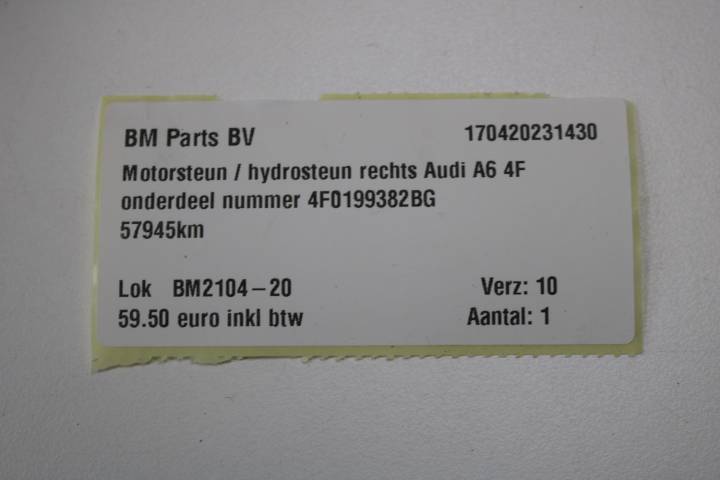 BM Parts BV 170420231430
Motorsteun / hydrosteun rechts Audi A6 4F
onderdeel nummer 4F0199382BG
57945km
Lok BM2104-20 Verz: 10
59.50 euro inkl btw Aantal: 1